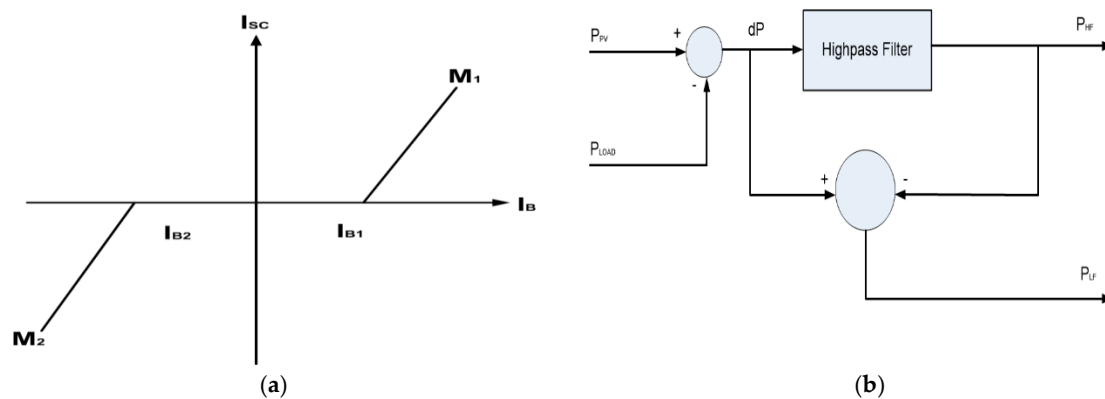 ISC
M1
IB
IB2
IB1
M2
(a)
PPV
+
dP
Highpass Filter
PHF
-
PLOAD
+
-
PLF
(b)